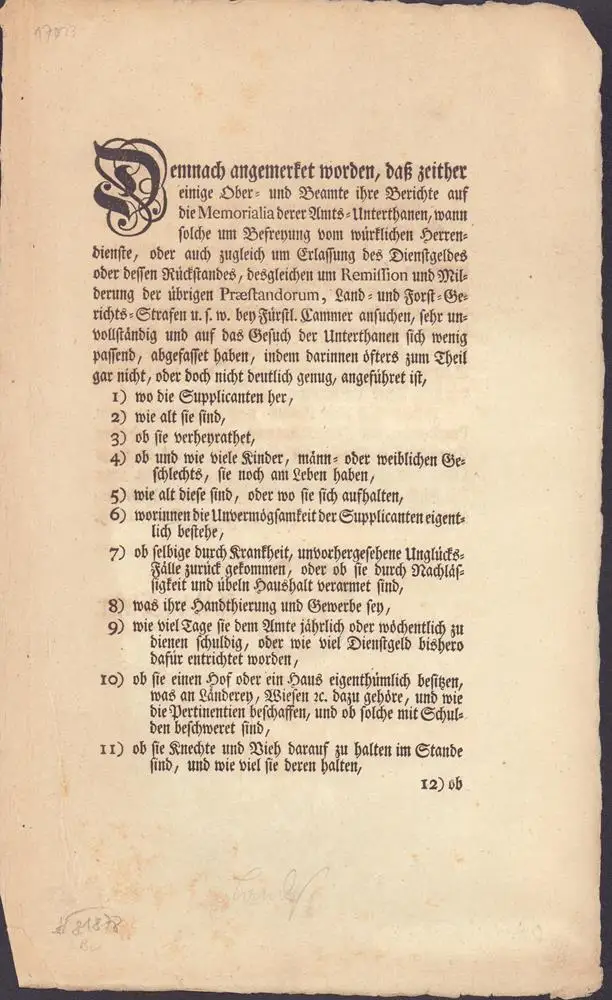 Demnach angemerket worden, daß zeither
einige Ober- und Beamte ihre Berichte auf
die Memorialia derer Amts-Unterthanen, wann
solche um Befreyung vom würklichen Herren-
dienste, oder auch zugleich um Erlassung des Dienstgeldes
oder dessen Rückstandes, desgleichen um Remission und Mil-
derung der übrigen Præstandorum, Land- und Forst-Ge-
richts-Strafen u. s. w. bey Fürstl. Cammer ansuchen, sehr un-
vollständig und auf das Gesuch der Unterthanen sich wenig
passend, abgefasset haben, indem darinnen öfters zum Theil
gar nicht, oder doch nicht deutlich genug, angeführet ist,
1) wo die Supplicanten her,
2) wie alt sie sind,
3) ob sie verheyrathet,
4) ob und wie viele Kinder, männ- oder weiblichen Ge-
schlechts, sie noch am Leben haben,
5) wie alt diese sind, oder wo sie sich aufhalten,
6) worinnen die Unvermögsamkeit der Supplicanten eigent-
lich bestehe,
7) ob selbige durch Krankheit, unvorhergesehene Unglücks-
Fälle zurück gekommen, oder ob sie durch Nachläs-
sigkeit und übeln Haushalt verarmet sind,
8) was ihre Handthierung und Gewerbe sey,
9) wie viel Tage sie dem Amte jährlich oder wöchentlich zu
dienen schuldig, oder wie viel Dienstgeld bishero
dafür entrichtet worden,
10) ob sie einen Hof oder ein Haus eigenthümlich besitzen,
was an Länderey, Wiesen ꝛc. dazu gehöre, und wie
die Pertinentien beschaffen, und ob solche mit Schul-
den beschweret sind,
11) ob sie Knechte und Vieh darauf zu halten im Stande
sind, und wie viel sie deren halten,
12) ob